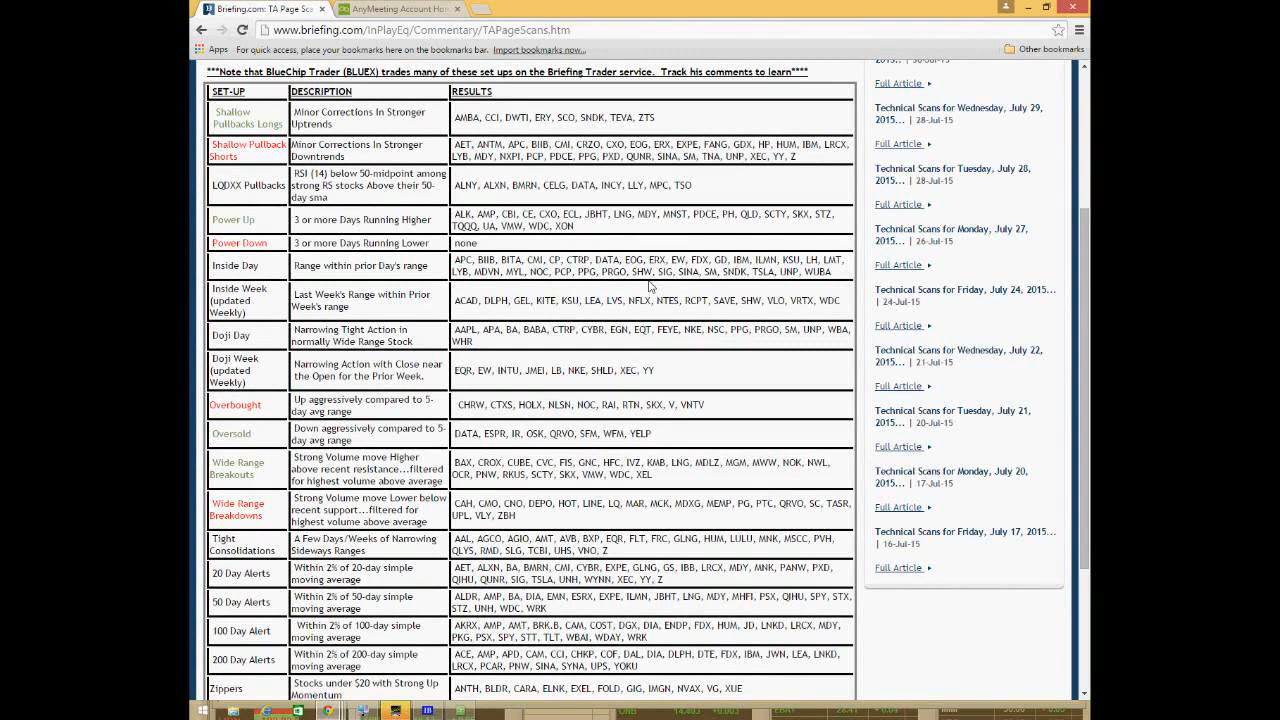 Briefing.com: TA Page Sca
AnyMeeting Account Hom
www.briefing.com/InPlayEq/Commentary/TAPageScans.htm
Apps
For quick access, place your bookmarks here on the bookmarks bar. Import bookmarks now...
Other bookmarks
***Note that BlueChip Trader (BLUEX) trades many of these set ups on the Briefing Trader service. Track his comments to learn****
SET-UP DESCRIPTION RESULTS
Shallow Pullbacks Longs
Minor Corrections In Stronger Uptrends
AMBA, CCI, DWTI, ERY, SCO, SNDK, TEVA, ZTS
Shallow Pullback Shorts
Minor Corrections In Stronger Downtrends
AET, ANTM, APC, BIIB, CMI, CRZO, CXO, EOG, ERX, EXPE, FANG, GDX, HP, HUM, IBM, LRCX,
LYB, MDY, NXPI, PCP, PDCE, PPG, PXD, QUNR, SINA, SM, TNA, UNP, XEC, YY, Z
LQDXX Pullbacks
RSI (14) below 50-midpoint among
strong RS stocks Above their 50-
day sma
ALNY, ALXN, BMRN, CELG, DATA, INCY, LLY, MPC, TSO
Power Up
3 or more Days Running Higher
ALK, AMP, CBI, CE, CXO, ECL, JBHT, LNG, MDY, MNST, PDCE, PH, QLD, SCTY, SKX, STZ,
TQQQ, UA, VMW, WDC, XON
Power Down
3 or more Days Running Lower
none
Inside Day
Range within prior Day's range
APC, BIIB, BITA, CMI, CP, CTRP, DATA, EOG, ERX, EW, FDX, GD, IBM, ILMN, KSU, LH, LMT,
LYB, MDVN, MYL, NOC, PCP, PPG, PRGO, SHW, SIG, SINA, SM, SNDK, TSLA, UNP, WUBA
Inside Week
(updated
Weekly)
Last Week's Range within Prior
Week's range
ACAD, DLPH, GEL, KITE, KSU, LEA, LVS, NFLX, NTES, RCPT, SAVE, SHW, VLO, VRTX, WDC
Doji Day
Narrowing Tight Action in
normally Wide Range Stock
AAPL, APA, BA, BABA, CTRP, CYBR, EGN, EQT, FEYE, NKE, NSC, PPG, PRGO, SM, UNP, WBA,
WHR
Doji Week
(updated
Weekly)
Narrowing Action with Close near
the Open for the Prior Week.
EQR, EW, INTU, JMEI, LB, NKE, SHLD, XEC, YY
Overbought
Up aggressively compared to 5-
day avg range
CHRW, CTXS, HOLX, NLSN, NOC, RAI, RTN, SKX, V, VNTV
Oversold
Down aggressively compared to 5-
day avg range
DATA, ESPR, IR, OSK, QRVO, SFM, WFM, YELP
Wide Range
Breakouts
Strong Volume move Higher
above recent resistance...filtered
for highest volume above average
BAX, CROX, CUBE, CVC, FIS, GNC, HFC, IVZ, KMB, LNG, MDLZ, MGM, MWW, NOK, NWL,
OCR, PNW, RKUS, SCTY, SKX, VMW, WDC, XEL
Wide Range
Breakdowns
Strong Volume move Lower below
recent support...filtered for
highest volume above average
CAH, CMO, CNO, DEPO, HOT, LINE, LQ, MAR, MCK, MDXG, MEMP, PG, PTC, QRVO, SC, TASR,
UPL, VLY, ZBH
Tight
Consolidations
A Few Days/Weeks of Narrowing
Sideways Ranges
AAL, AGCO, AGIO, AMT, AVB, BXP, EQR, FLT, FRC, GLNG, HUM, LULU, MNK, MSCC, PVH,
QLYS, RMD, SLG, TCBI, UHS, VNO, Z
20 Day Alerts
Within 2% of 20-day simple
moving average
AET, ALXN, BA, BMRN, CMI, CYBR, EXPE, GLNG, GS, IBB, LRCX, MDY, MNK, PANW, PXD,
QIHU, QUNR, SIG, TSLA, UNH, WYNN, XEC, YY, Z
50 Day Alerts
Within 2% of 50-day simple
moving average
ALDR, AMP, BA, DIA, EMN, ESRX, EXPE, ILMN, JBHT, LNG, MDY, MHFI, PSX, QIHU, SPY, STX,
STZ, UNH, WDC, WRK
100 Day Alert
Within 2% of 100-day simple
moving average
AKRX, AMP, AMT, BRK.B, CAM, COST, DGX, DIA, ENDP, FDX, HUM, JD, LNKD, LRCX, MDY,
PKG, PSX, SPY, STT, TLT, WBAI, WDAY, WRK
200 Day Alerts
Within 2% of 200-day simple
moving average
ACE, AMP, APD, CAM, CCI, CHKP, COF, DAL, DIA, DLPH, DTE, FDX, IBM, JWN, LEA, LNKD,
LRCX, PCAR, PNW, SINA, SYNA, UPS, YOKU
Zippers
Stocks under $20 with Strong Up
Momentum
ANTH, BLDR, CARA, ELNK, EXEL, FOLD, GIG, IMGN, NVAX, VG, XUE
2015... | 30-Jul-15
Full Article
Technical Scans for Wednesday, July 29,
2015... | 28-Jul-15
Full Article
Technical Scans for Tuesday, July 28,
2015... | 28-Jul-15
Full Article
Technical Scans for Monday, July 27,
2015... | 26-Jul-15
Full Article
Technical Scans for Friday, July 24, 2015...
| 24-Jul-15
Full Article
Technical Scans for Wednesday, July 22,
2015... | 21-Jul-15
Full Article
Technical Scans for Tuesday, July 21,
2015... | 20-Jul-15
Full Article
Technical Scans for Monday, July 20,
2015... | 17-Jul-15
Full Article
Technical Scans for Friday, July 17, 2015...
| 16-Jul-15
Full Article